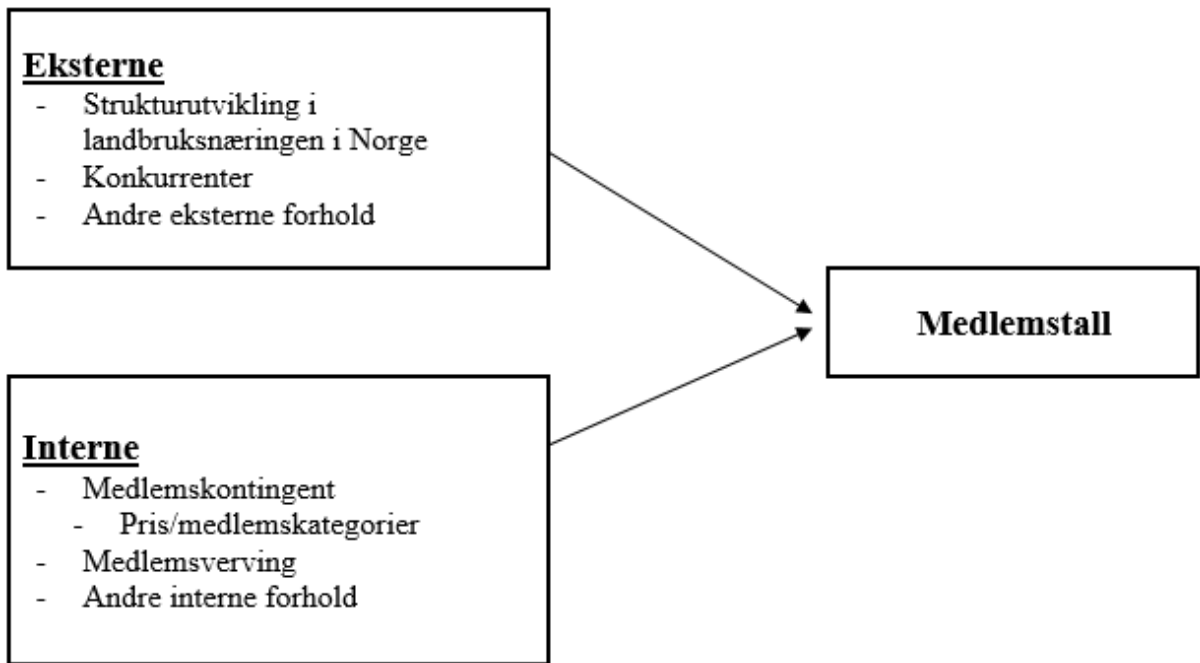 Eksterne
- Strukturutvikling i
landbruksnæringen i Norge
- Konkurrenter
- Andre eksterne forhold
Medlemstall
Interne
- Medlemskontingent
- Pris/medlemskategorier
- Medlemsverving
- Andre interne forhold